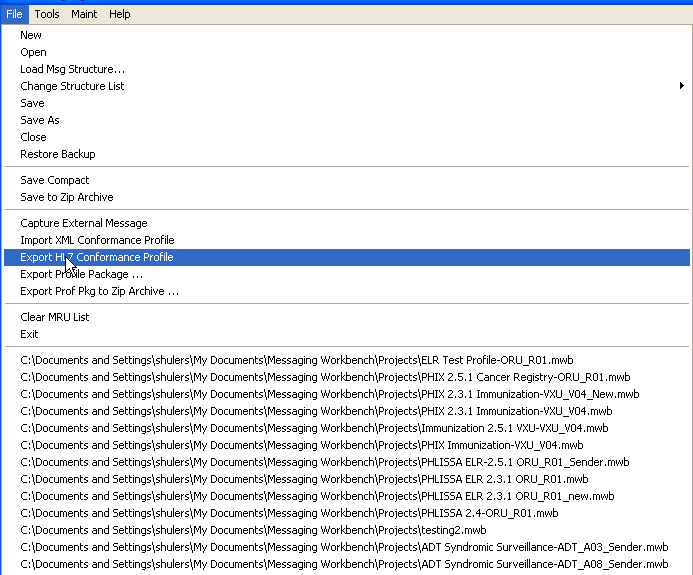 File Tools Maint Help
New
Open
Load Msg Structure...
Change Structure List
Save
Save As
Close
Restore Backup
Save Compact
Save to Zip Archive
Capture External Message
Import XML Conformance Profile
Export HL7 Conformance Profile
Export Profile Package ...
Export Prof Pkg to Zip Archive ...
Clear MRU List
Exit
C:\Documents and Settings\shulers\My Documents\Messaging Workbench\Projects\ELR Test Profile-ORU_R01.mwb
C:\Documents and Settings\shulers\My Documents\Messaging Workbench\Projects\PHIX 2.5.1 Cancer Registry-ORU_R01.mwb
C:\Documents and Settings\shulers\My Documents\Messaging Workbench\Projects\PHIX 2.3.1 Immunization-VXU_V04_New.mwb
C:\Documents and Settings\shulers\My Documents\Messaging Workbench\Projects\PHIX 2.3.1 Immunization-VXU_V04.mwb
C:\Documents and Settings\shulers\My Documents\Messaging Workbench\Projects\Immunization 2.5.1 VXU-VXU_V04.mwb
C:\Documents and Settings\shulers\My Documents\Messaging Workbench\Projects\PHIX Immunization-VXU_V04.mwb
C:\Documents and Settings\shulers\My Documents\Messaging Workbench\Projects\PHLISSA ELR-2.5.1 ORU_R01_Sender.mwb
C:\Documents and Settings\shulers\My Documents\Messaging Workbench\Projects\PHLISSA ELR 2.3.1 ORU_R01.mwb
C:\Documents and Settings\shulers\My Documents\Messaging Workbench\Projects\PHLISSA ELR 2.3.1 ORU_R01_new.mwb
C:\Documents and Settings\shulers\My Documents\Messaging Workbench\Projects\PHLISSA 2.4-ORU_R01.mwb
C:\Documents and Settings\shulers\My Documents\Messaging Workbench\Projects\testing2.mwb
C:\Documents and Settings\shulers\My Documents\Messaging Workbench\Projects\ADT Syndromic Surveillance-ADT_A03_Sender.mwb
C:\Documents and Settings\shulers\My Documents\Messaging Workbench\Projects\ADT Syndromic Surveillance-ADT_A08_Sender.mwb